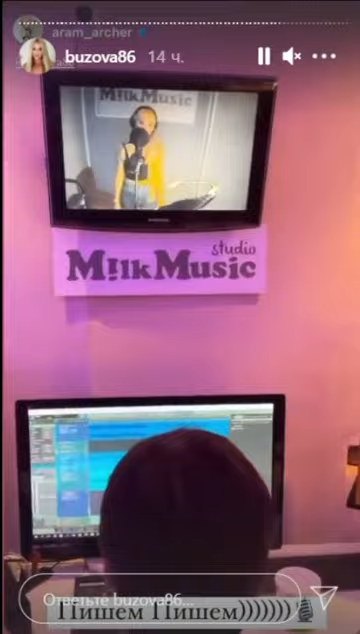 aram_archer
buzova86 14 ч.
M!lkMusic
studio
M!lkMusic
Ответьте buzova86...
Пишем Пишем))))))))